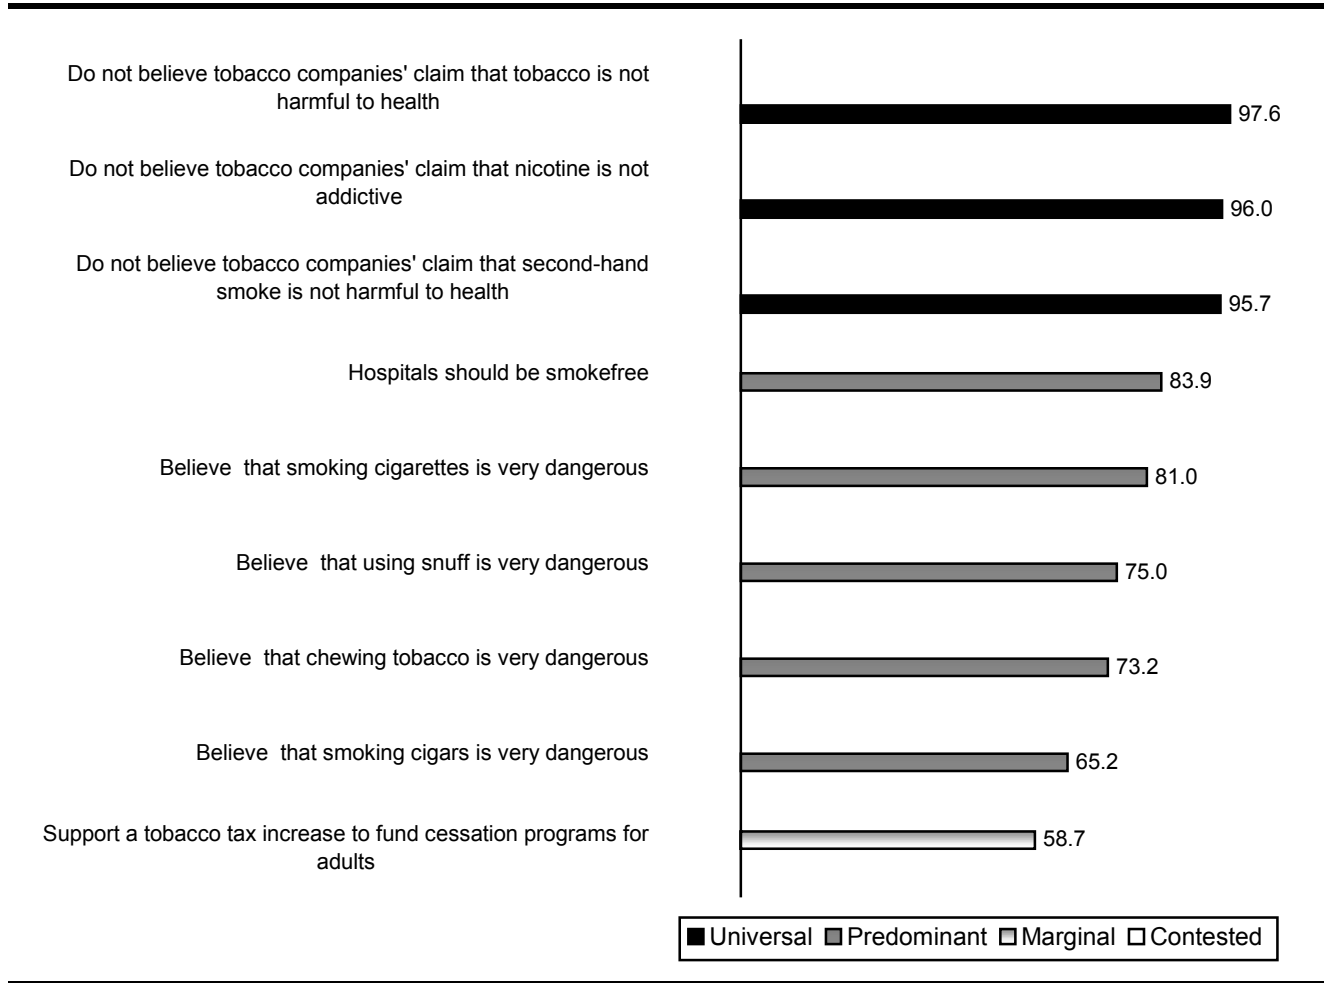 Do not believe tobacco companies' claim that tobacco is not
harmful to health
97.6
Do not believe tobacco companies' claim that nicotine is not
addictive
96.0
Do not believe tobacco companies' claim that second-hand
smoke is not harmful to health
95.7
Hospitals should be smokefree
83.9
Believe  that smoking cigarettes is very dangerous
81.0
Believe  that using snuff is very dangerous
75.0
Believe  that chewing tobacco is very dangerous
73.2
Believe  that smoking cigars is very dangerous
65.2
Support a tobacco tax increase to fund cessation programs for
adults
58.7
Universal Predominant Marginal Contested